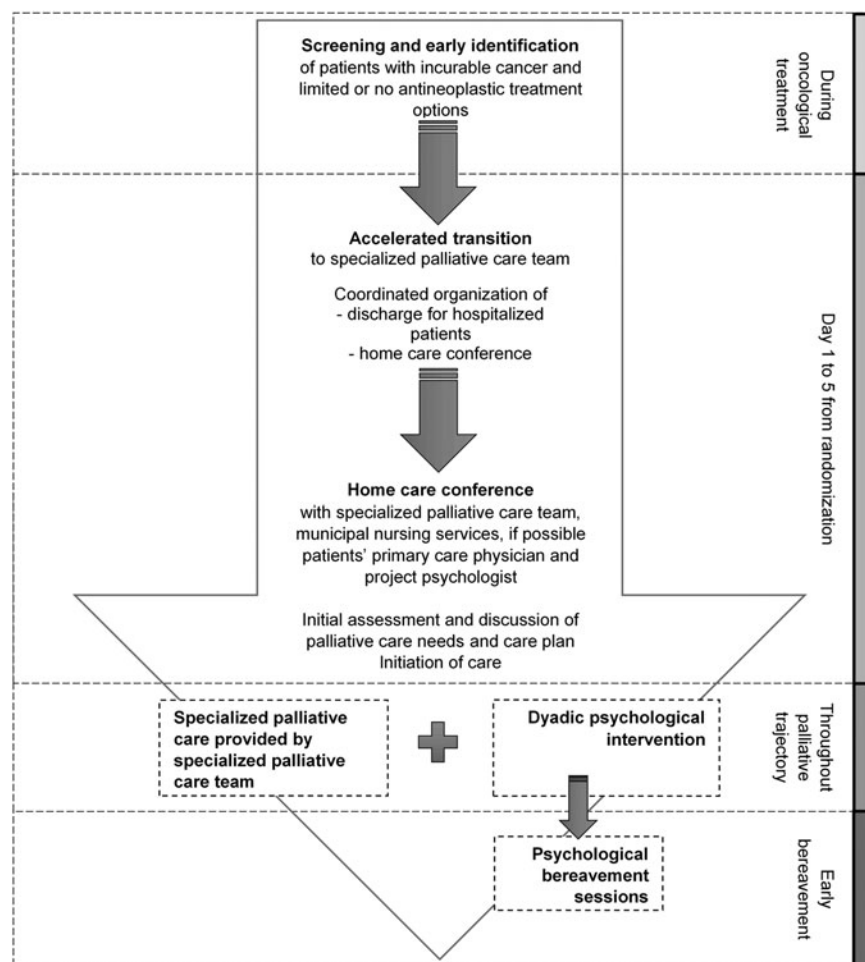 Screening and early identification
of patients with incurable cancer and
limited or no antineoplastic treatment
options
During
oncological
treatment
Accelerated transition
to specialized palliative care team
Coordinated organization of
- discharge for hospitalized
patients
- home care conference
Home care conference
with specialized palliative care team,
municipal nursing services, if possible
patients' primary care physician and
project psychologist
Initial assessment and discussion of
palliative care needs and care plan
Initiation of care
Day 1 to 5 from randomization
Specialized palliative
care provided by
specialized palliative
care team
Dyadic psychological
intervention
Throughout
palliative
trajectory
Psychological
bereavement
sessions
Early
bereavement